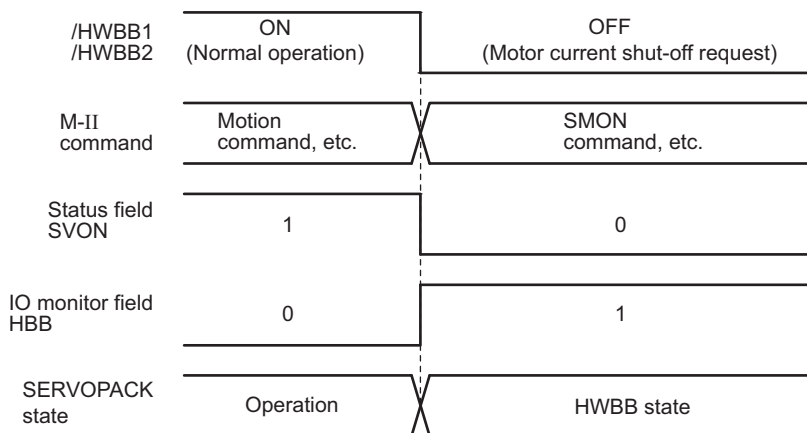 /HWBB1
/HWBB2
ON
(Normal operation)
OFF
(Motor current shut-off request)
M-II
command
Motion
command, etc.
SMON
command, etc.
Status field
SVON
1
0
IO monitor field
HBB
0
1
SERVOPACK
state
Operation
HWBB state